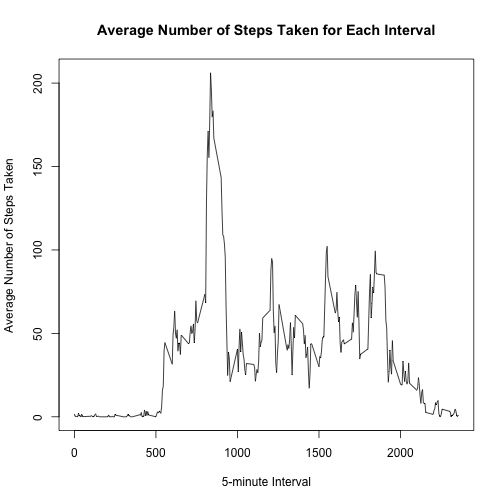 Average Number of Steps Taken for Each Interval
Average Number of Steps Taken
200
150
100
50
0
0 500 1000 1500 2000
5-minute Interval